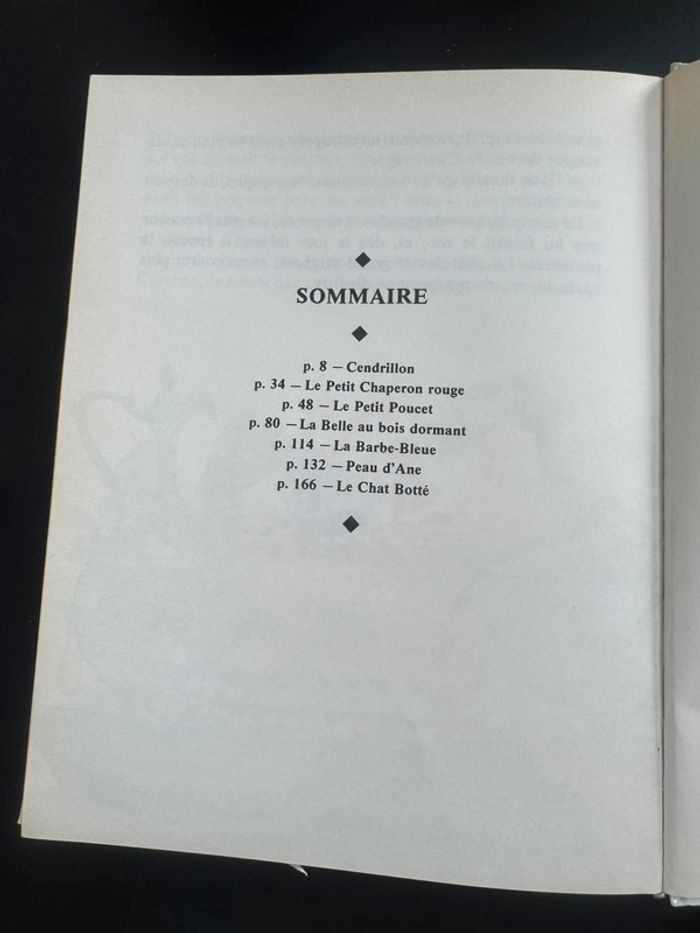 SOMMAIRE
p. 8 — Cendrillon
p. 34 — Le Petit Chaperon rouge
p. 48 — Le Petit Poucet
p. 80 — La Belle au bois dormant
p. 114 — La Barbe-Bleue
p. 132 — Peau d'Ane
p. 166 — Le Chat Botté